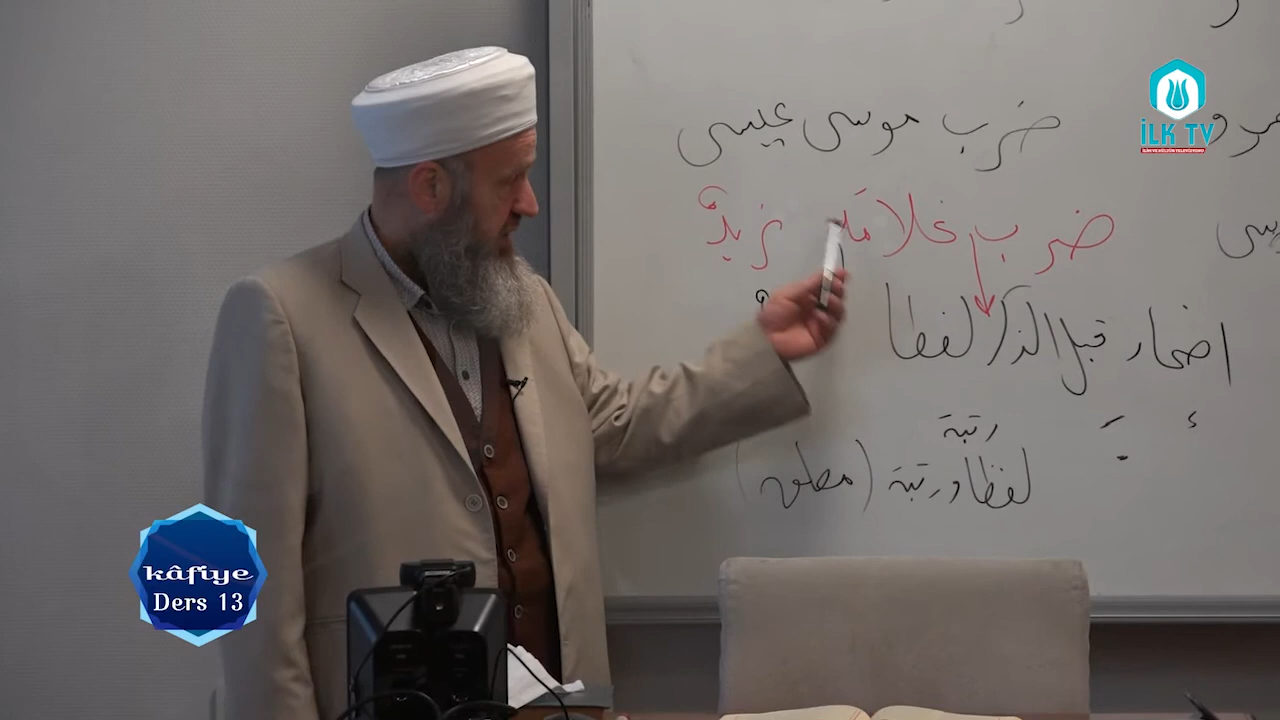 İLK TV
ضرب موسى عيسى
ضرب غلامَه زيدٌ
اضمار قبل الذكر لفظا
رتبة
لفظا ورتبة (مطلق)
kâfiye
Ders 13